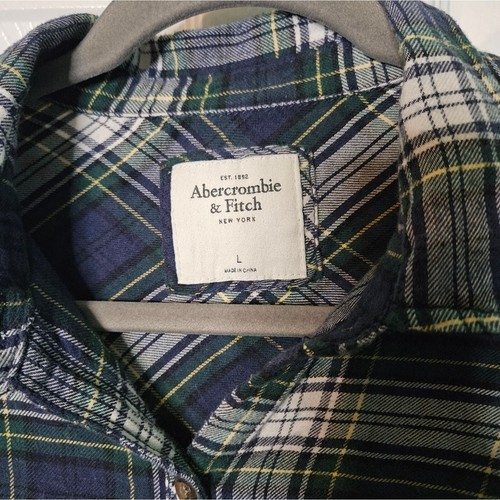 EST. 1892
Abercrombie
& Fitch
NEW YORK
L
MADE IN CHINA